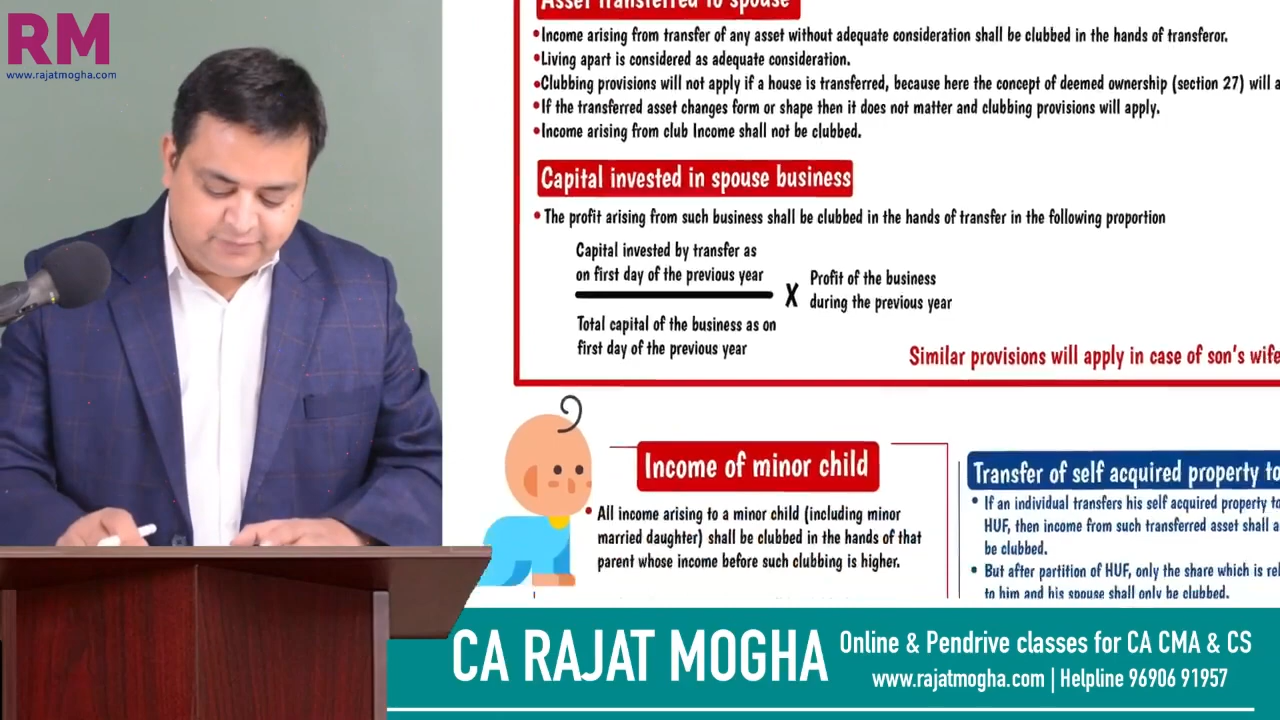 RM
www.rajatmogha.com
Asset transferred to spouse
•Income arising from transfer of any asset without adequate consideration shall be clubbed in the hands of transferor.
•Living apart is considered as adequate consideration.
•Clubbing provisions will not apply if a house is transferred, because here the concept of deemed ownership (section 27) will a
•If the transferred asset changes form or shape then it does not matter and clubbing provisions will apply.
•Income arising from club Income shall not be clubbed.
Capital invested in spouse business
• The profit arising from such business shall be clubbed in the hands of transfer in the following proportion
Capital invested by transfer as
on first day of the previous year
X
Profit of the business
during the previous year
Total capital of the business as on
first day of the previous year
Similar provisions will apply in case of son's wife
Income of minor child
• All income arising to a minor child (including minor
married daughter) shall be clubbed in the hands of that
parent whose income before such clubbing is higher.
Transfer of self acquired property to
• If an individual transfers his self acquired property to
HUF, then income from such transferred asset shall a
be clubbed.
• But after partition of HUF, only the share which is rel
to him and his spouse shall only be clubbed.
CA RAJAT MOGHA
Online & Pendrive classes for CA CMA & CS
www.rajatmogha.com | Helpline 96906 91957